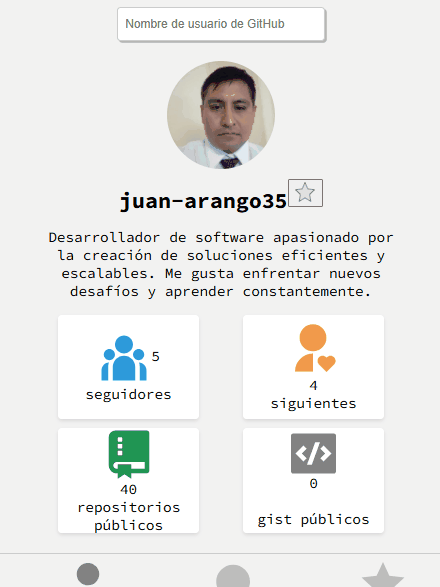 Nombre de usuario de GitHub
juan-arango35
Desarrollador de software apasionado por
la creación de soluciones eficientes y
escalables. Me gusta enfrentar nuevos
desafíos y aprender constantemente.
5
seguidores
4
siguientes
40
repositorios
públicos
0
gist públicos